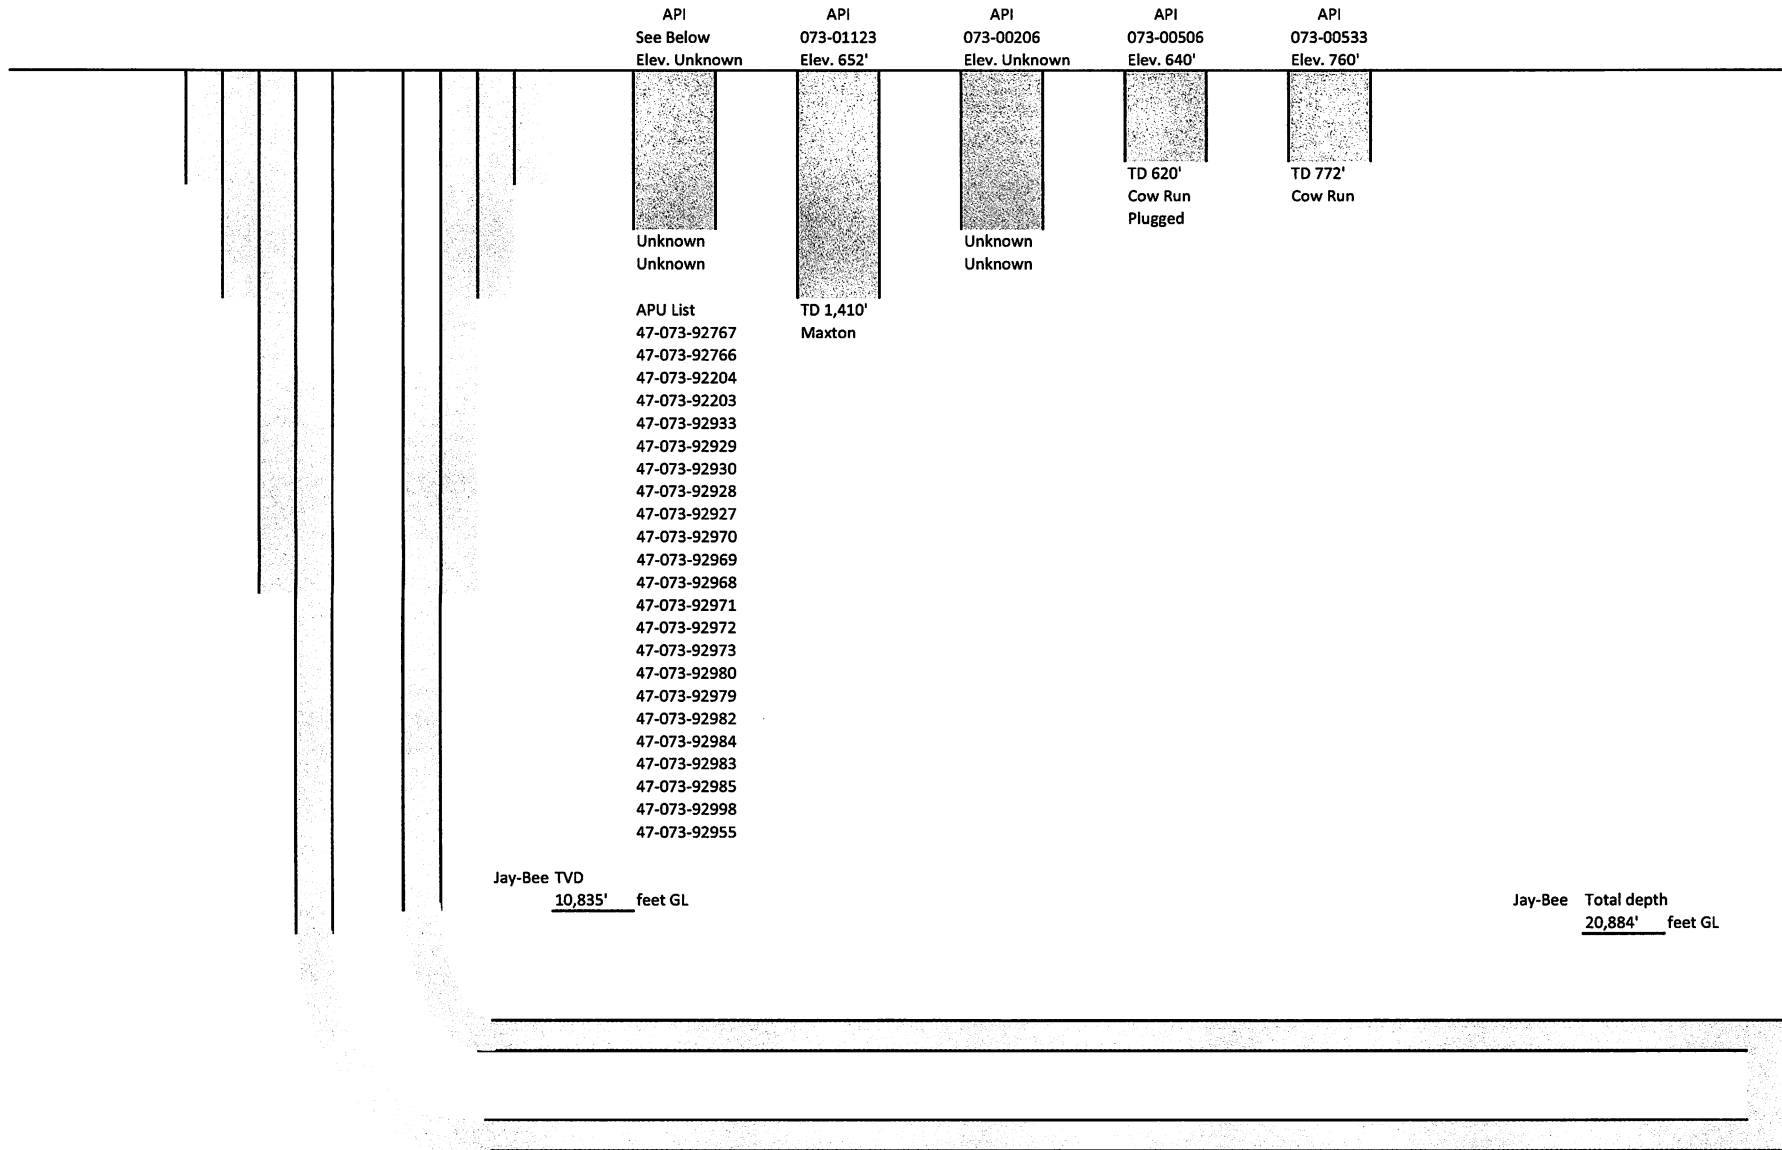 API
See Below
Elev. Unknown
API
073-01123
Elev. 652'
API
073-00206
Elev. Unknown
API
073-00506
Elev. 640'
API
073-00533
Elev. 760'
Unknown
Unknown
TD 1,410'
Maxton
Unknown
Unknown
TD 620'
Cow Run
Plugged
TD 772'
Cow Run
APU List
47-073-92767
47-073-92766
47-073-92204
47-073-92203
47-073-92933
47-073-92929
47-073-92930
47-073-92928
47-073-92927
47-073-92970
47-073-92969
47-073-92968
47-073-92971
47-073-92972
47-073-92973
47-073-92980
47-073-92979
47-073-92982
47-073-92984
47-073-92983
47-073-92985
47-073-92998
47-073-92955
Jay-Bee TVD
10,835' feet GL
Jay-Bee Total depth
20,884' feet GL